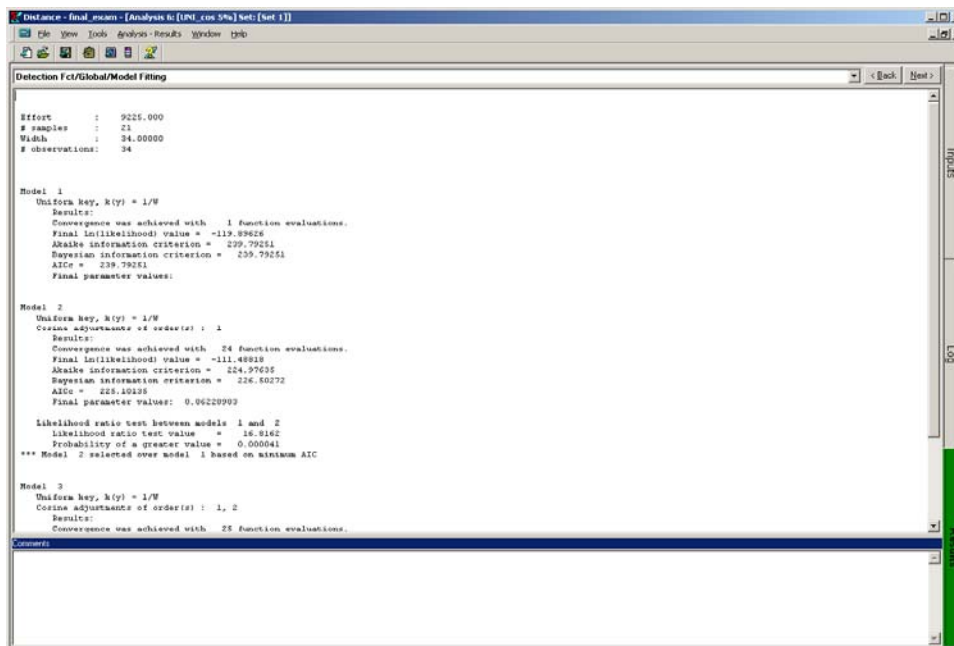 Distance - final_exam - [Analysis 6: [UNI_cos 5%] Set: [Set 1]]
File View Tools Analysis - Results Window Help
Detection Fct/Global/Model Fitting
< Back Next >
Effort : 9225.000
# samples : 21
Width : 34.00000
# observations: 34
Model 1
Uniform key, k(y) = 1/W
Results:
Convergence was achieved with 1 function evaluations.
Final Ln(likelihood) value = -119.89626
Akaike information criterion = 239.79251
Bayesian information criterion = 239.79251
AICc = 239.79251
Final parameter values:
Model 2
Uniform key, k(y) = 1/W
Cosine adjustments of order(s) : 1
Results:
Convergence was achieved with 24 function evaluations.
Final Ln(likelihood) value = -111.48818
Akaike information criterion = 224.97635
Bayesian information criterion = 226.50272
AICc = 225.10135
Final parameter values: 0.86228903
Likelihood ratio test between models 1 and 2
Likelihood ratio test value = 16.8162
Probability of a greater value = 0.000041
*** Model 2 selected over model 1 based on minimum AIC
Model 3
Uniform key, k(y) = 1/W
Cosine adjustments of order(s) : 1, 2
Results:
Convergence was achieved with 25 function evaluations.
Comments
Inputs
Log
Results